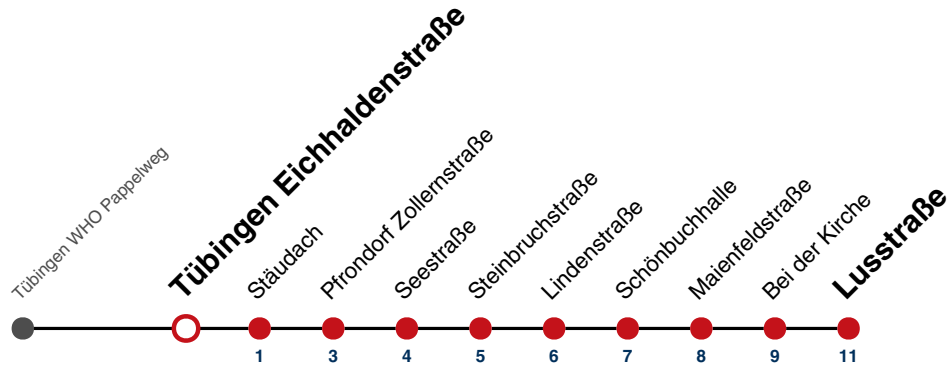 Tübingen WHO Pappelweg
Tübingen Eichhaldenstraße
Stäudach
Pfrondorf Zollernstraße
Seestraße
Steinbruchstraße
Lindenstraße
Schönbuchhalle
Maienfeldstraße
Bei der Kirche
Lusstraße
1
3
4
5
6
7
8
9
11